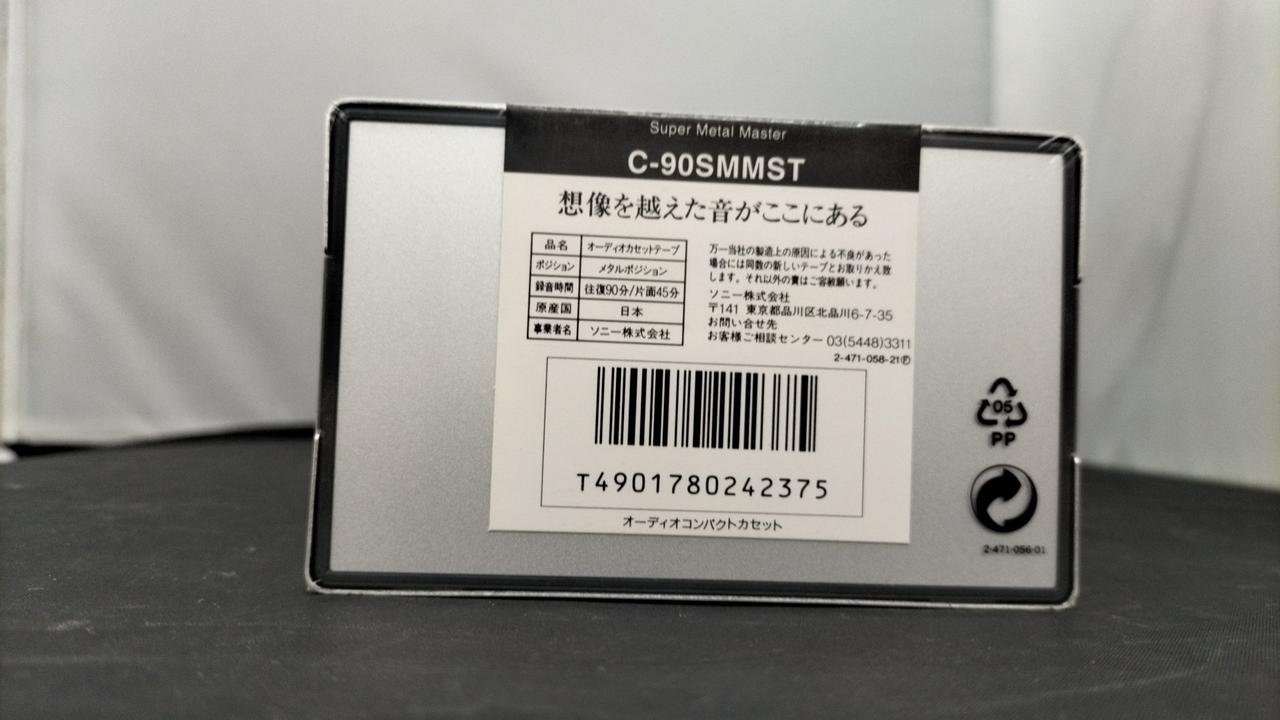 Super Metal Master
C-90SMMST
想像を越えた音がここにある
品名 オーディオカセットテープ
ポジション メタルポジション
録音時間 往復90分/片面45分
原産国 日本
事業者名 ソニー株式会社
万一当社の製造上の原因による不良があった
場合には同数の新しいテープとお取りかえ致
します。それ以外の責はご容赦願います。
ソニー株式会社
〒141 東京都品川区北品川6-7-35
お問い合せ先
お客様ご相談センター 03(5448)3311
2-471-058-21Ⓟ
T4901780242375
オーディオコンパクトカセット
05
PP
2-471-056-01